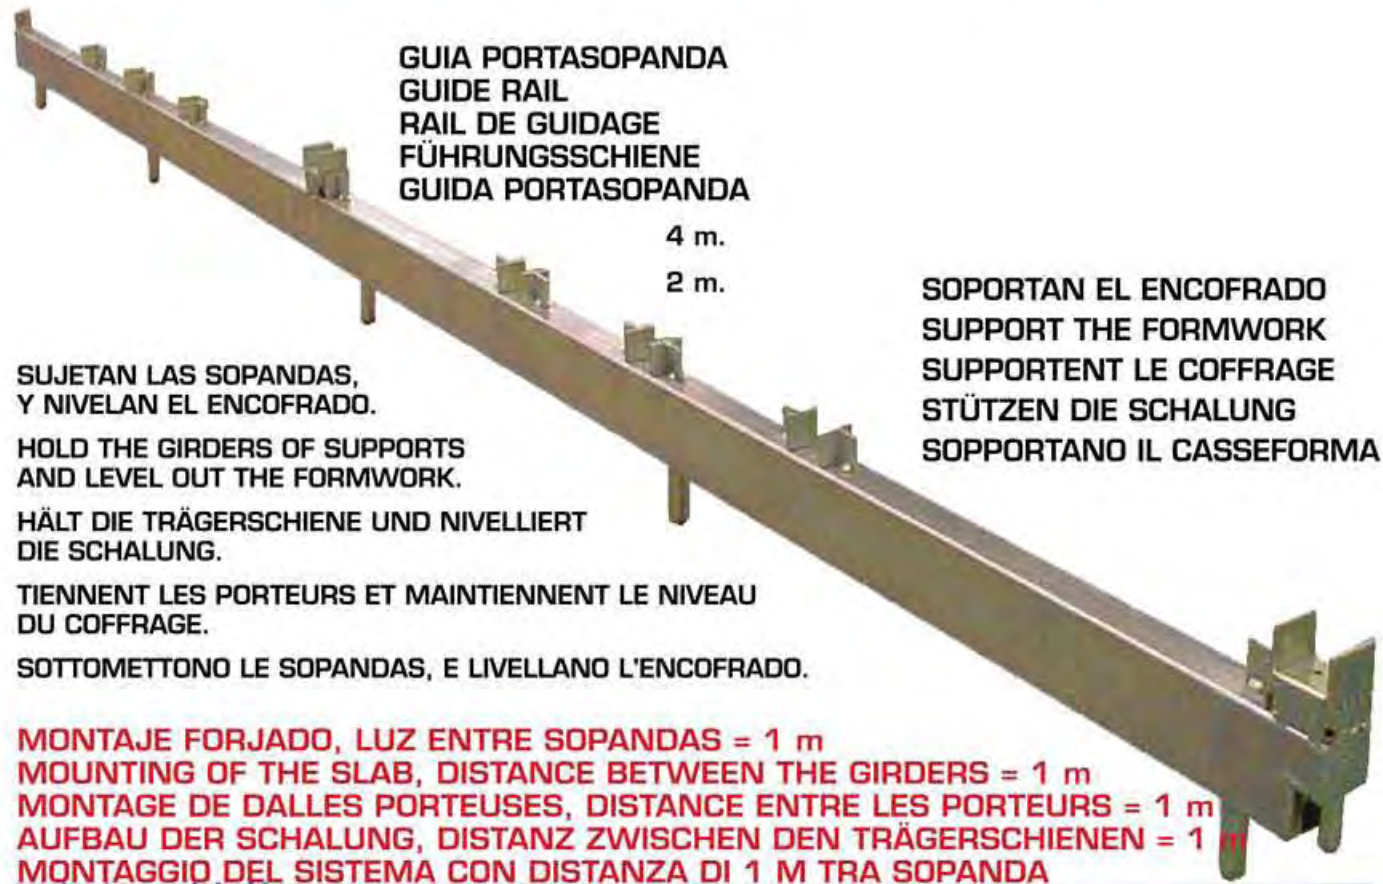 GUIA PORTASOPANDA
GUIDE RAIL
RAIL DE GUIDAGE
FÜHRUNGSSCHIENE
GUIDA PORTASOPANDA
4 m.
2 m.
SOPORTAN EL ENCOFRADO
SUPPORT THE FORMWORK
SUPPORTENT LE COFFRAGE
STÜTZEN DIE SCHALUNG
SOPPORTANO IL CASSEFORMA
SUJETAN LAS SOPANDAS,
Y NIVELAN EL ENCOFRADO.
HOLD THE GIRDERS OF SUPPORTS
AND LEVEL OUT THE FORMWORK.
HÄLT DIE TRÄGERSCHIENE UND NIVELLIERT
DIE SCHALUNG.
TIENNENT LES PORTEURS ET MAINTIENNENT LE NIVEAU
DU COFFRAGE.
SOTTOMETTONO LE SOPANDAS, E LIVELLANO L'ENCOFRADO.
MONTAJE FORJADO, LUZ ENTRE SOPANDAS = 1 m
MOUNTING OF THE SLAB, DISTANCE BETWEEN THE GIRDERS = 1 m
MONTAGE DE DALLES PORTEUSES, DISTANCE ENTRE LES PORTEURS = 1 m
AUFBAU DER SCHALUNG, DISTANZ ZWISCHEN DEN TRÄGERSCHIENEN = 1 m
MONTAGGIO DEL SISTEMA CON DISTANZA DI 1 M TRA SOPANDA